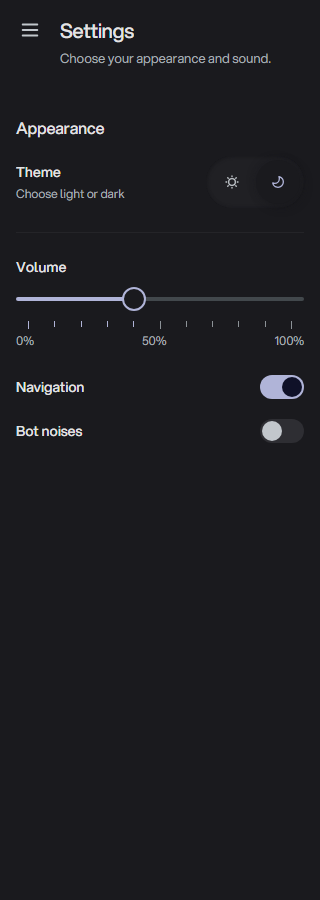 Settings
Choose your appearance and sound.
Appearance
Theme
Choose light or dark
Volume
0% 50% 100%
Navigation
Bot noises